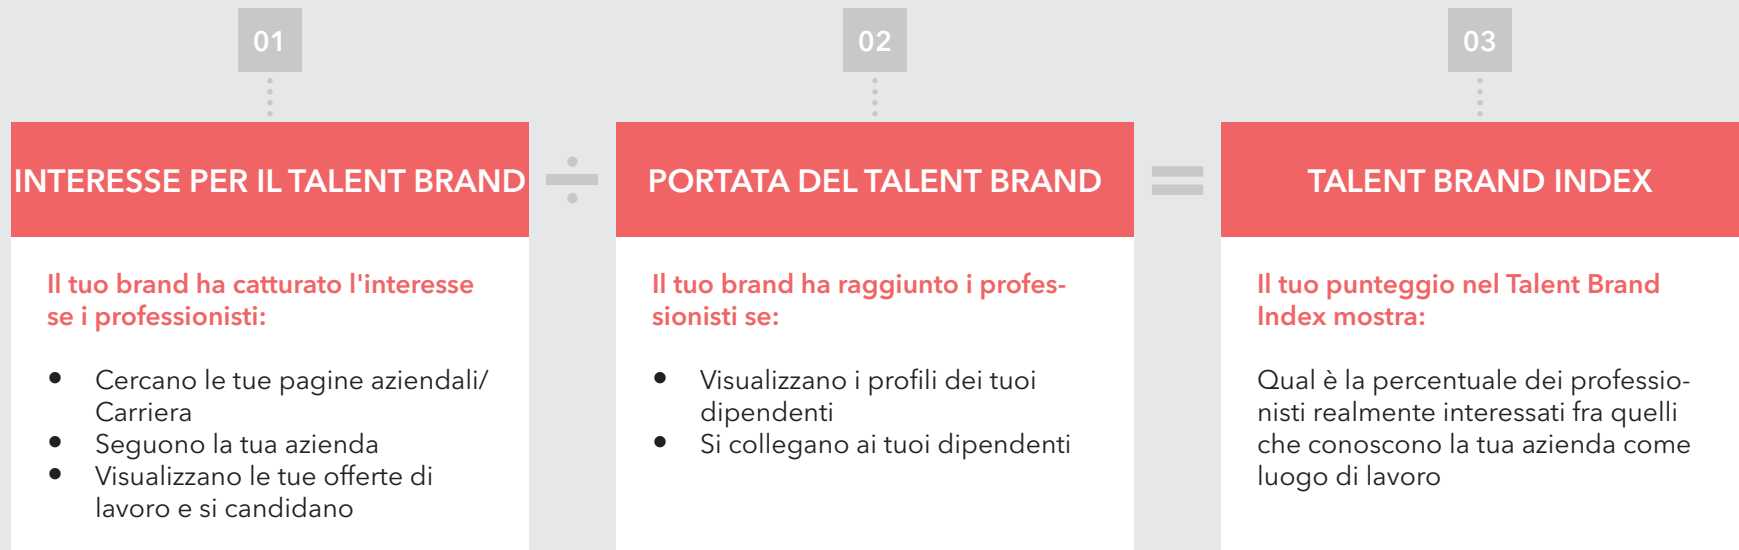 01
INTERESSE PER IL TALENT BRAND
Il tuo brand ha catturato l'interesse
se i professionisti:
• Cercano le tue pagine aziendali/
Carriera
• Seguono la tua azienda
• Visualizzano le tue offerte di
lavoro e si candidano
÷
02
PORTATA DEL TALENT BRAND
Il tuo brand ha raggiunto i profes-
sionisti se:
• Visualizzano i profili dei tuoi
dipendenti
• Si collegano ai tuoi dipendenti
=
03
TALENT BRAND INDEX
Il tuo punteggio nel Talent Brand
Index mostra:
Qual è la percentuale dei professio-
nisti realmente interessati fra quelli
che conoscono la tua azienda come
luogo di lavoro